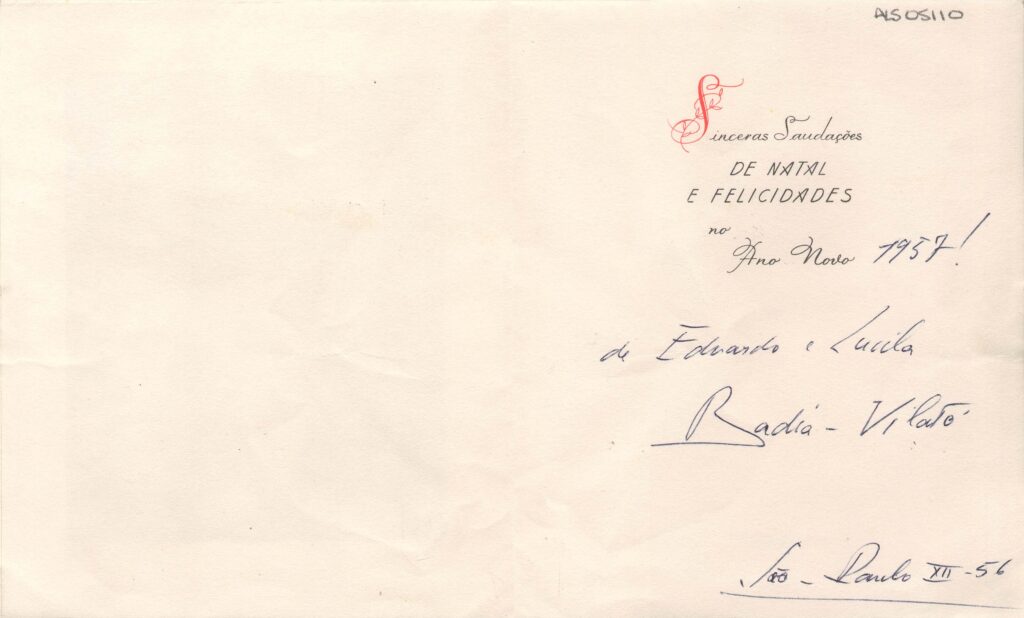 ALS05110
Sinceras Saudações
DE NATAL
E FELICIDADES
no
Ano Novo 1957!
de Eduardo e Lucila
Badia - Vilató
São-Paulo XII-56